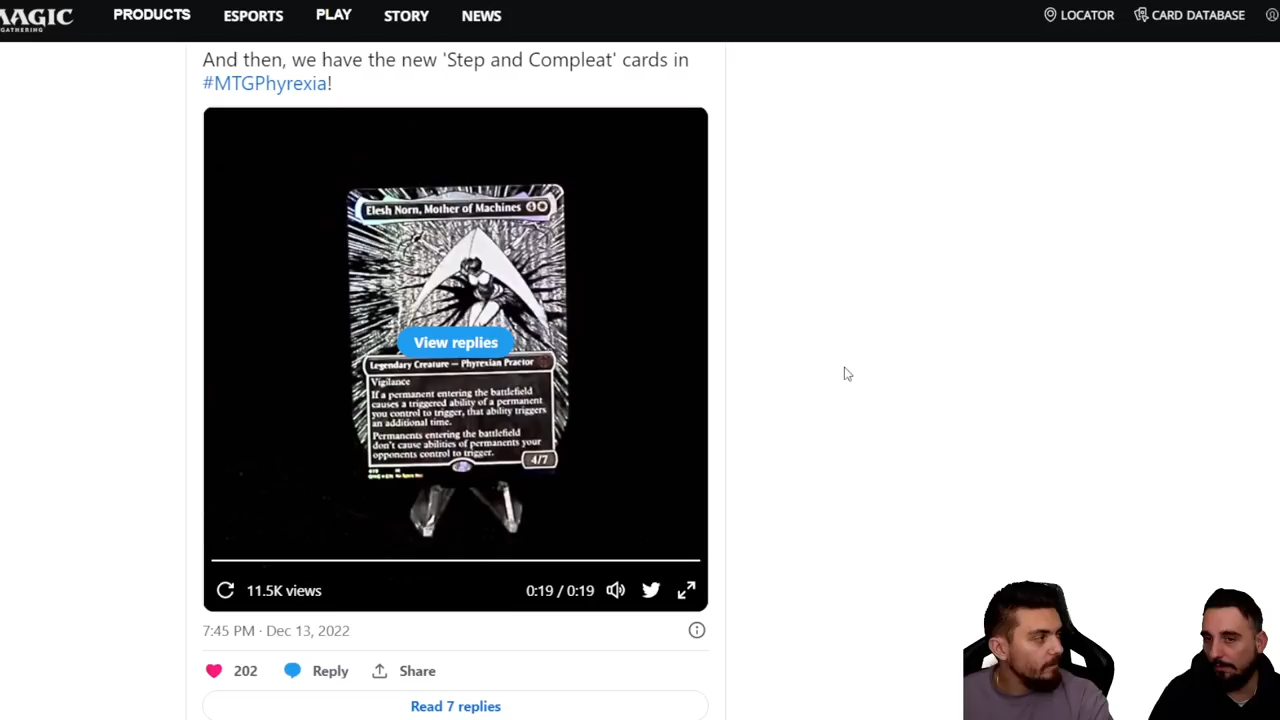 MAGIC
GATHERING
PRODUCTS
ESPORTS
PLAY
STORY
NEWS
LOCATOR
CARD DATABASE
And then, we have the new 'Step and Compleat' cards in
#MTGPhyrexia!
Elesh Norn, Mother of Machines 4
View replies
Legendary Creature — Phyrexian Praetor
Vigilance
If a permanent entering the battlefield
causes a triggered ability of a permanent
you control to trigger, that ability triggers
an additional time.
Permanents entering the battlefield
don't cause abilities of permanents your
opponents control to trigger.
4/7
11.5K views
0:19 / 0:19
7:45 PM · Dec 13, 2022
202
Reply
Share
Read 7 replies